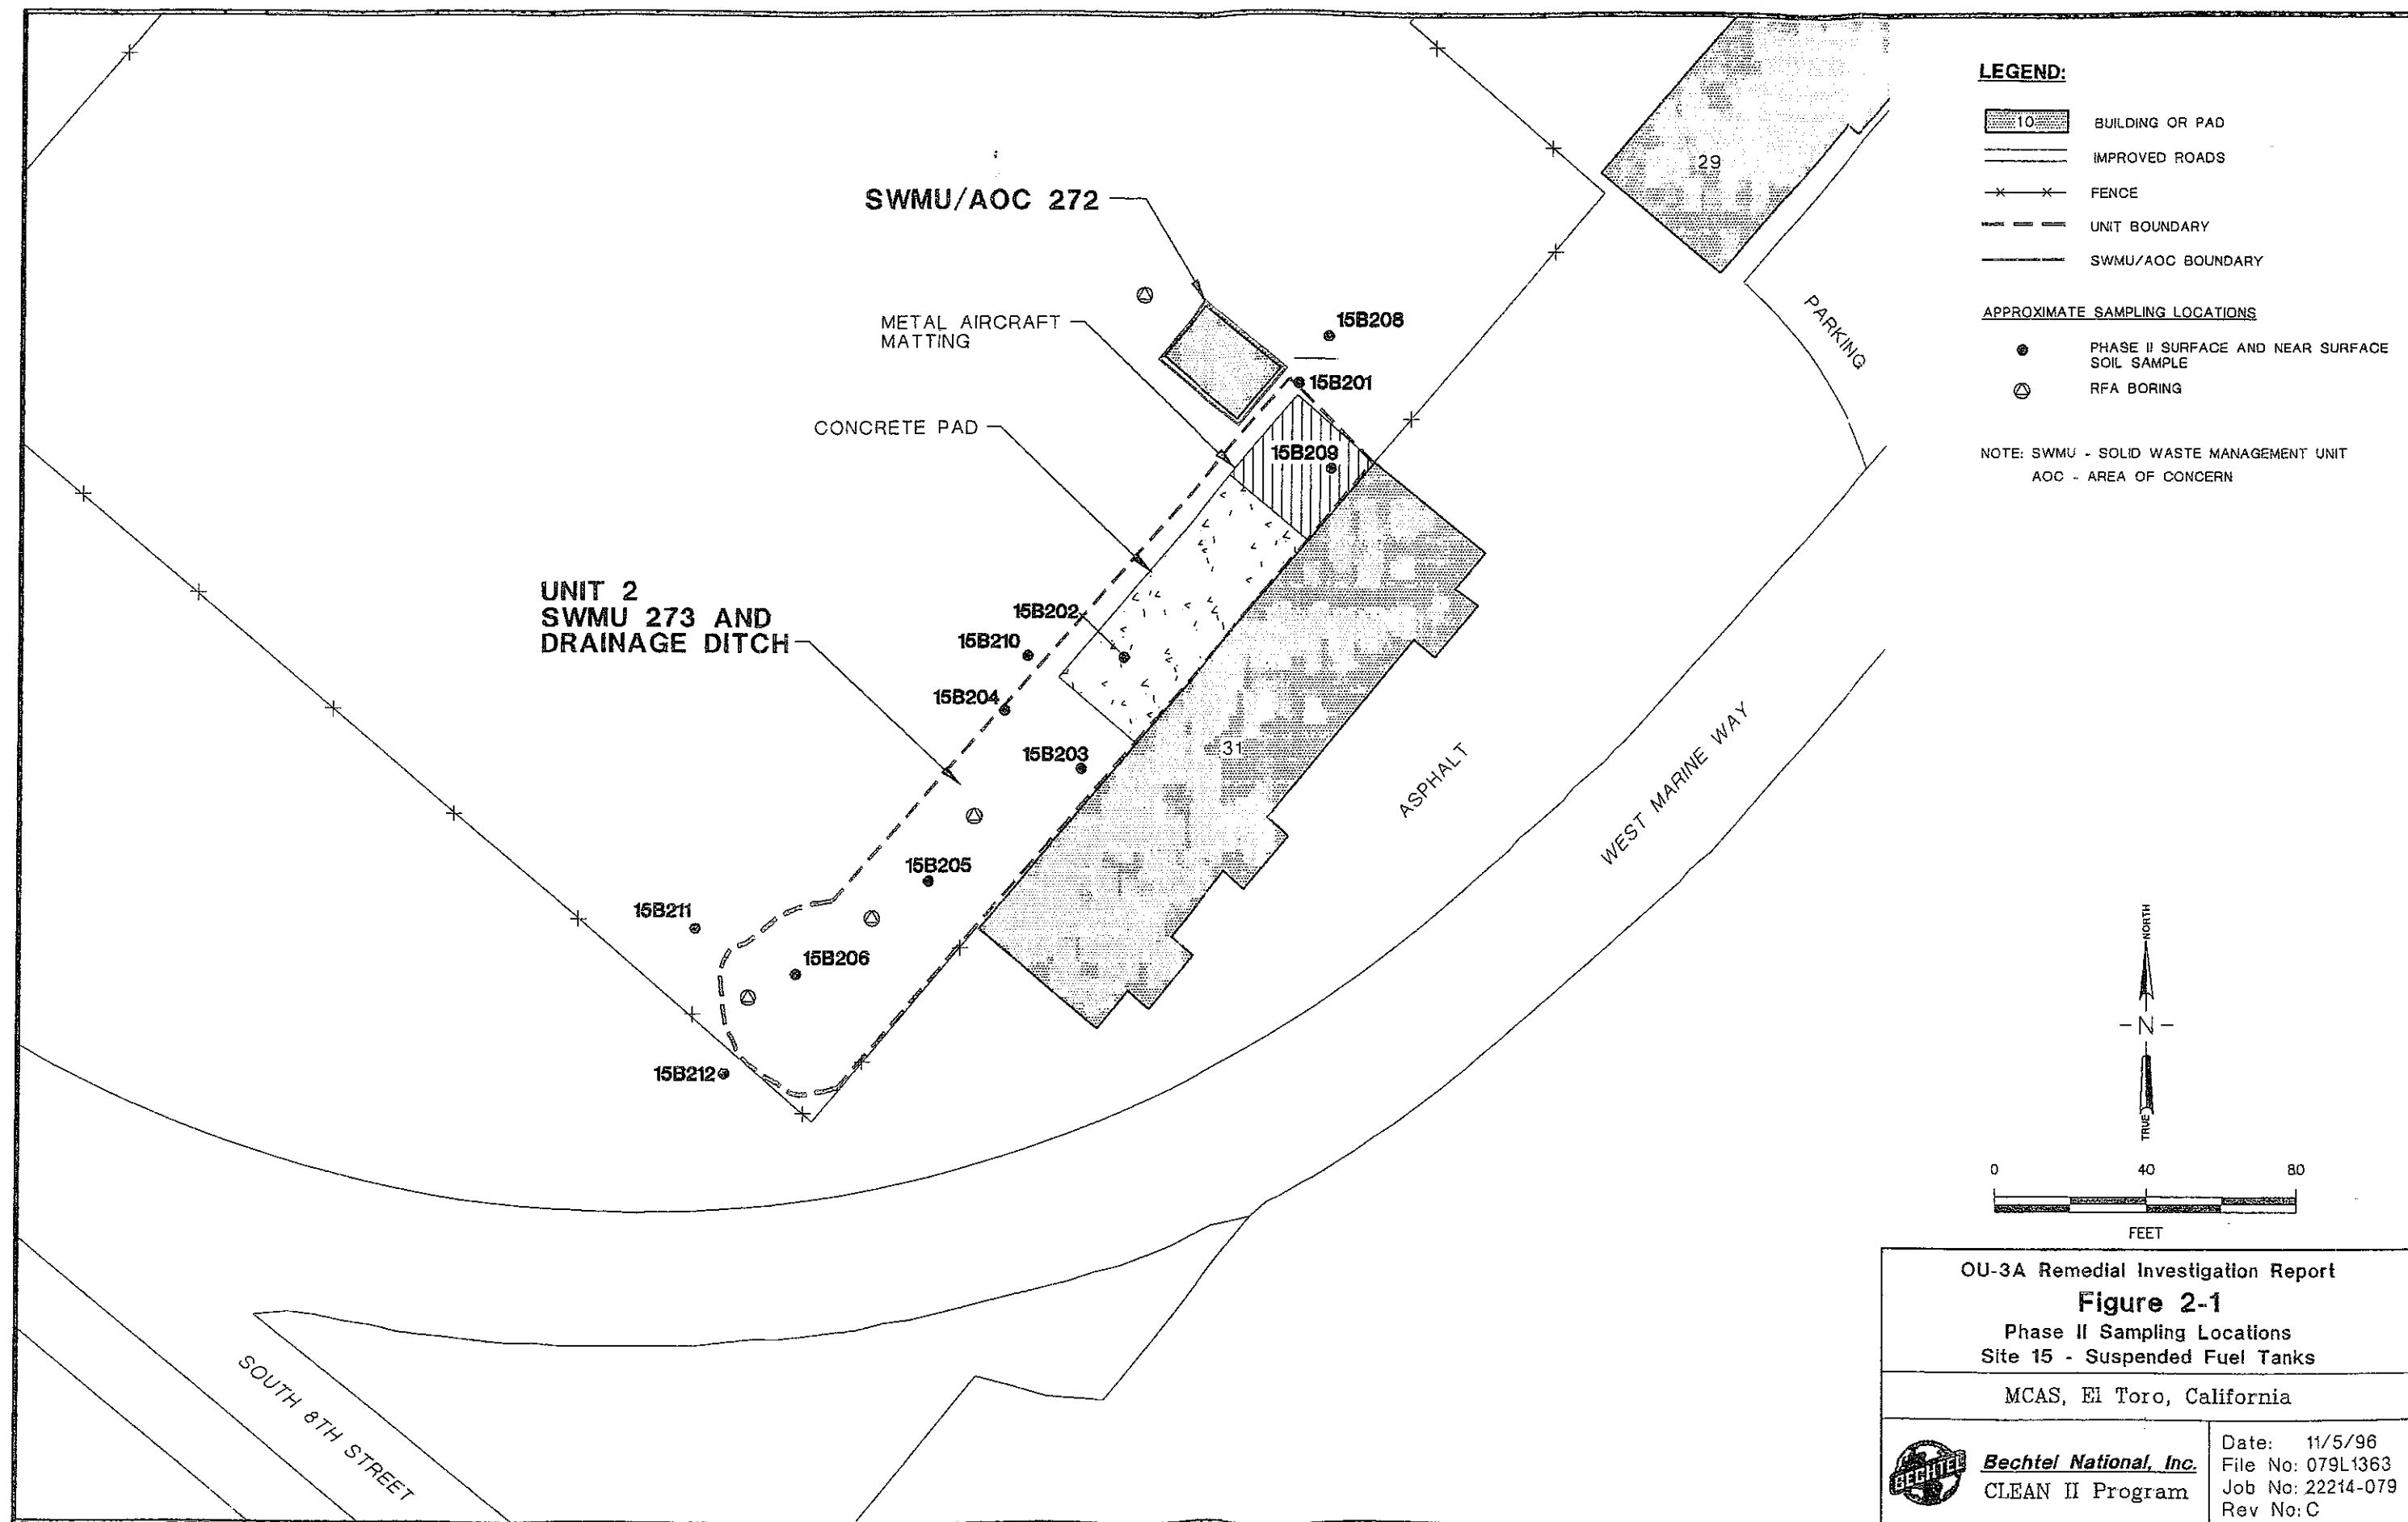 LEGEND:
10
BUILDING OR PAD
IMPROVED ROADS
FENCE
UNIT BOUNDARY
SWMU/AOC BOUNDARY
APPROXIMATE SAMPLING LOCATIONS
PHASE II SURFACE AND NEAR SURFACE
SOIL SAMPLE
RFA BORING
NOTE: SWMU - SOLID WASTE MANAGEMENT UNIT
AOC - AREA OF CONCERN
29
PARKING
SWMU/AOC 272
METAL AIRCRAFT
MATTING
CONCRETE PAD
15B208
15B201
15B209
UNIT 2
SWMU 273 AND
DRAINAGE DITCH
15B202
15B210
15B204
15B203
31
ASPHALT
WEST MARINE WAY
15B205
15B211
15B206
15B212
SOUTH 8TH STREET
NORTH
-N-
TRUE
0 40 80
FEET
OU-3A Remedial Investigation Report
Figure 2-1
Phase II Sampling Locations
Site 15 - Suspended Fuel Tanks
MCAS, El Toro, California
BECHTEL
Bechtel National, Inc.
CLEAN II Program
Date: 11/5/96
File No: 079L1363
Job No: 22214-079
Rev No: C